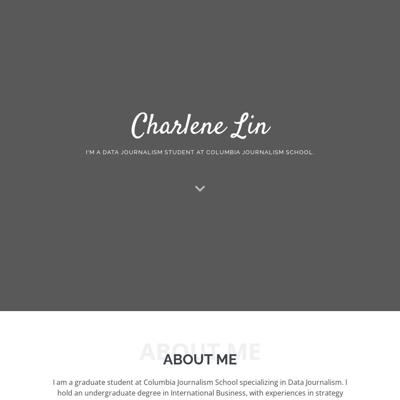 Charlene Lin
I'M A DATA JOURNALISM STUDENT AT COLUMBIA JOURNALISM SCHOOL.
ABOUT ME
ABOUT ME
I am a graduate student at Columbia Journalism School specializing in Data Journalism. I
hold an undergraduate degree in International Business, with experiences in strategy